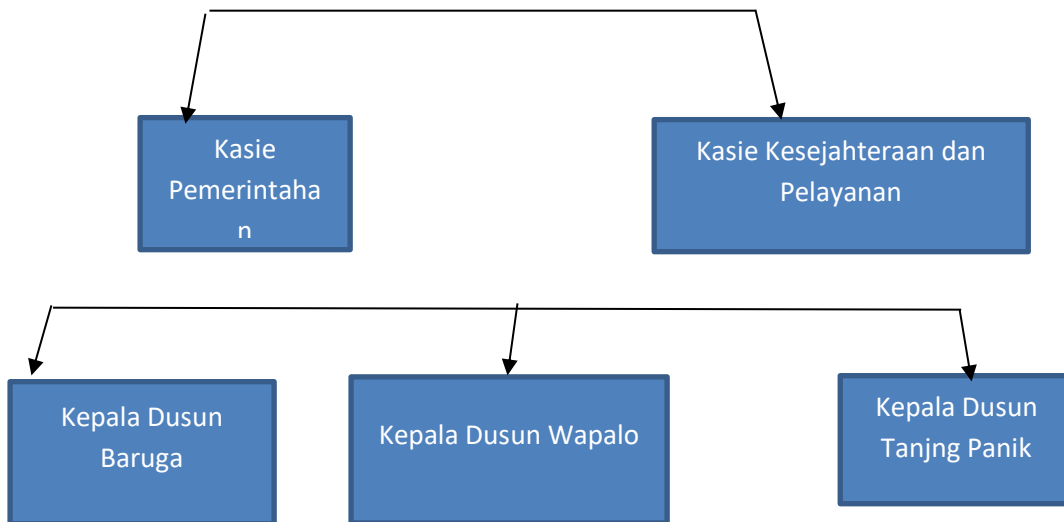 Kasie
Pemerintaha
n
Kasie Kesejahteraan dan
Pelayanan
Kepala Dusun
Baruga
Kepala Dusun Wapalo
Kepala Dusun
Tanjng Panik